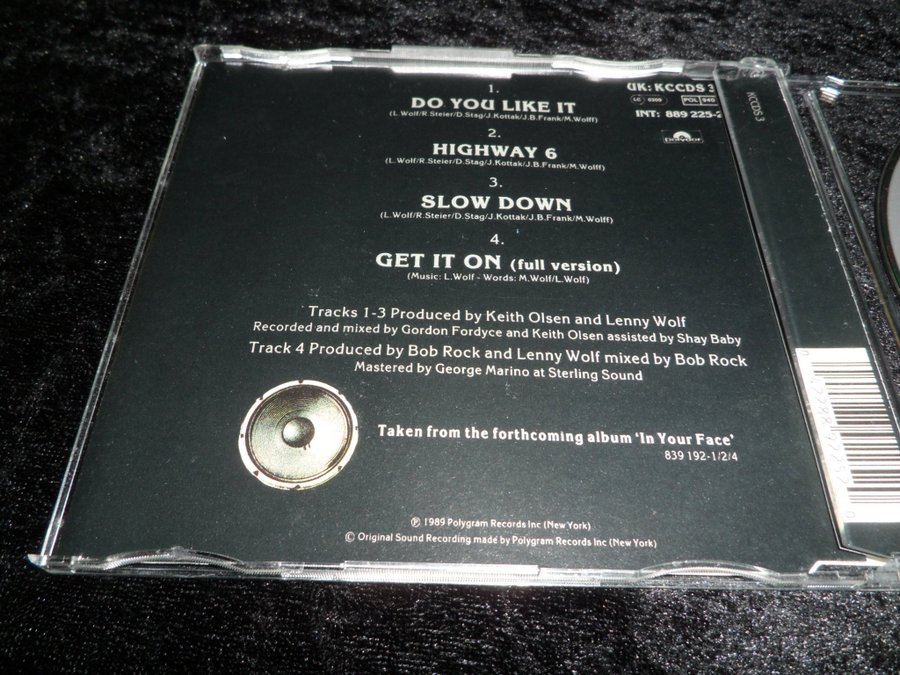 1.
DO YOU LIKE IT
(L.Wolf/R.Steier/D.Stag/J.Kottak/J.B.Frank/M.Wolff)
2.
HIGHWAY 6
(L.Wolf/R.Steier/D.Stag/J.Kottak/J.B.Frank/M.Wolff)
3.
SLOW DOWN
(L.Wolf/R.Steier/D.Stag/J.Kottak/J.B.Frank/M.Wolff)
4.
GET IT ON (full version)
(Music: L.Wolf - Words: M.Wolf/L.Wolf)
Tracks 1-3 Produced by Keith Olsen and Lenny Wolf
Recorded and mixed by Gordon Fordyce and Keith Olsen assisted by Shay Baby
Track 4 Produced by Bob Rock and Lenny Wolf mixed by Bob Rock
Mastered by George Marino at Sterling Sound
Taken from the forthcoming album 'In Your Face'
839 192-1/2/4
℗ 1989 Polygram Records Inc (New York)
© Original Sound Recording made by Polygram Records Inc (New York)
UK: KCCDS 3
LC 0309
POL 940
INT: 889 225-2
polydor
KCCDS 3